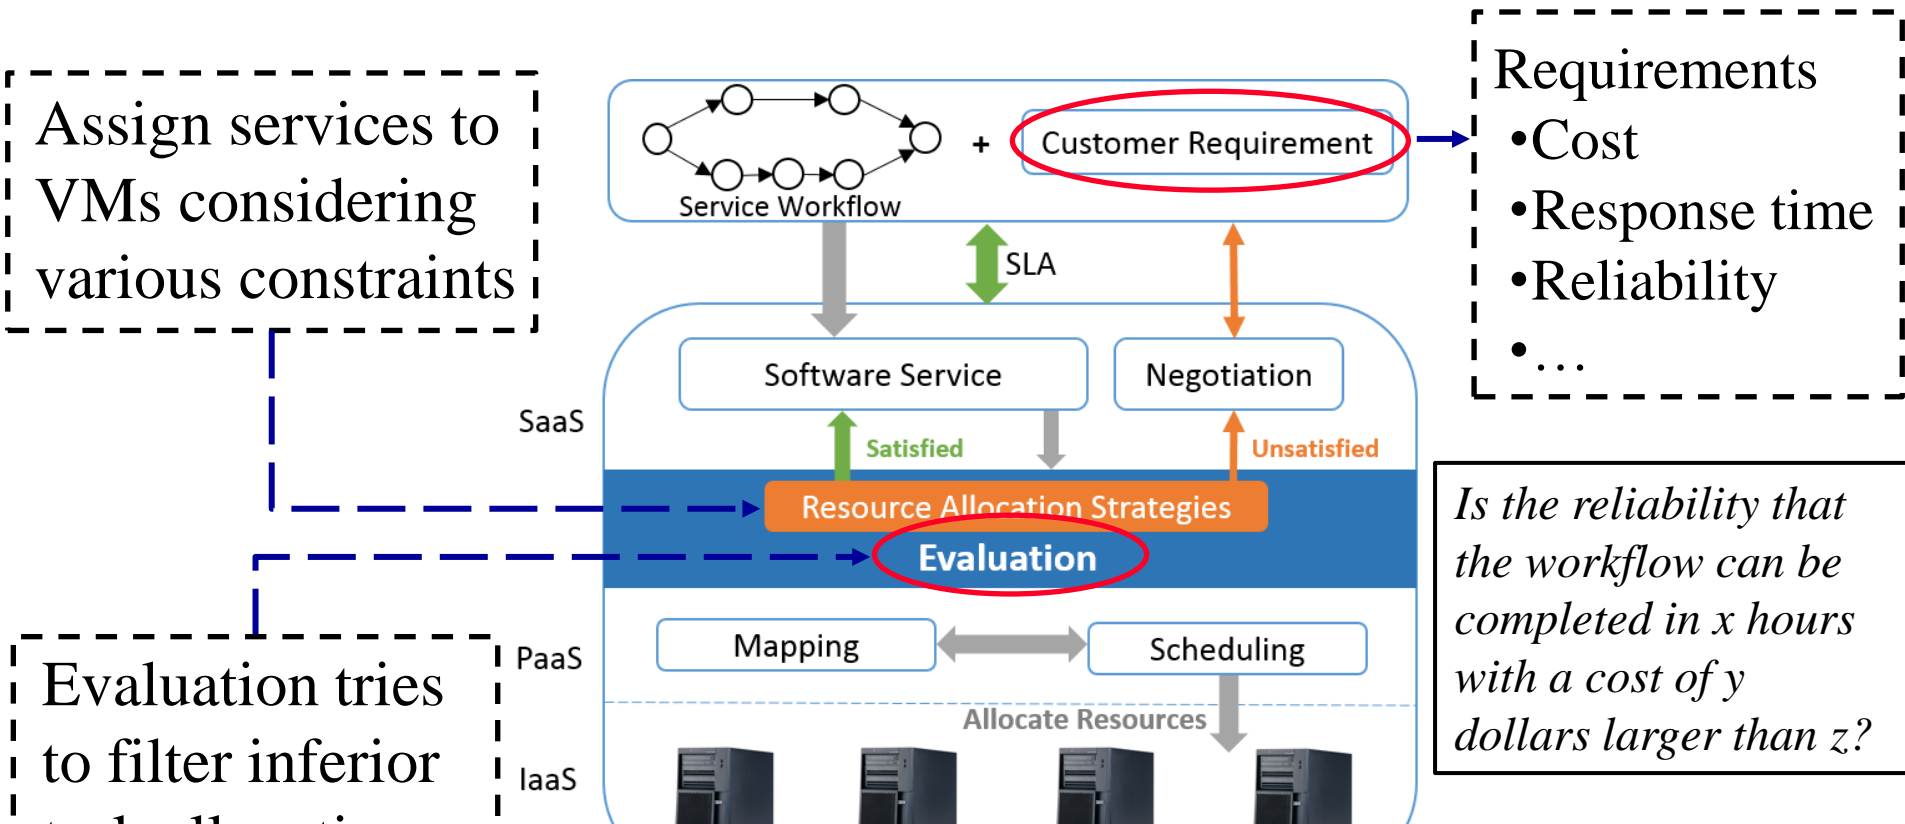 Assign services to
VMs considering
various constraints
+
Customer Requirement
Service Workflow
Requirements
•Cost
•Response time
•Reliability
•…
SLA
Software Service
Negotiation
SaaS
Satisfied
Unsatisfied
Resource Allocation Strategies
Evaluation
Is the reliability that
the workflow can be
completed in x hours
with a cost of y
dollars larger than z?
Evaluation tries
to filter inferior
PaaS
Mapping
Scheduling
Allocate Resources
IaaS